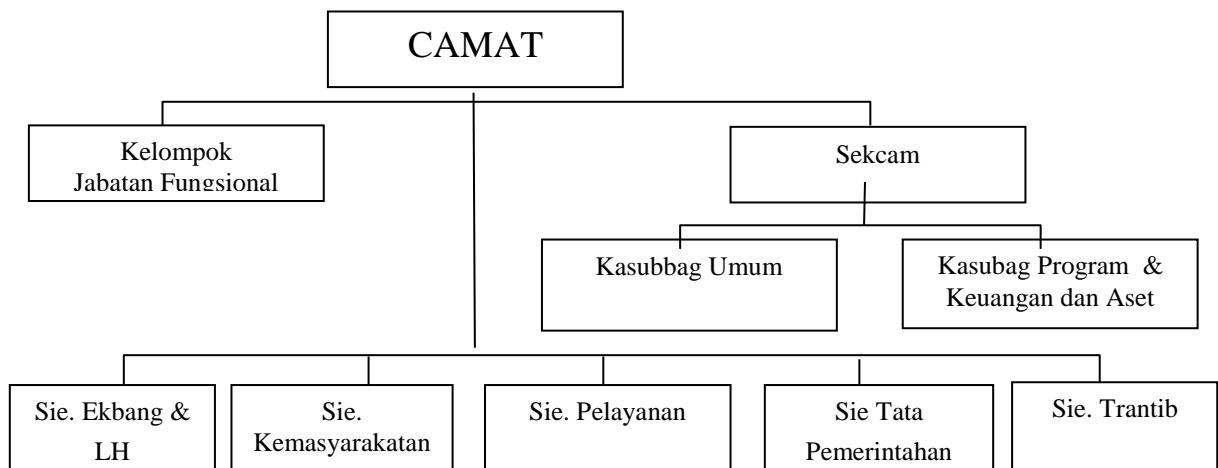 CAMAT
Kelompok
Jabatan Fungsional
Sekcam
Kasubbag Umum
Kasubag Program &
Keuangan dan Aset
Sie. Ekbang &
LH
Sie.
Kemasyarakatan
Sie. Pelayanan
Sie Tata
Pemerintahan
Sie. Trantib